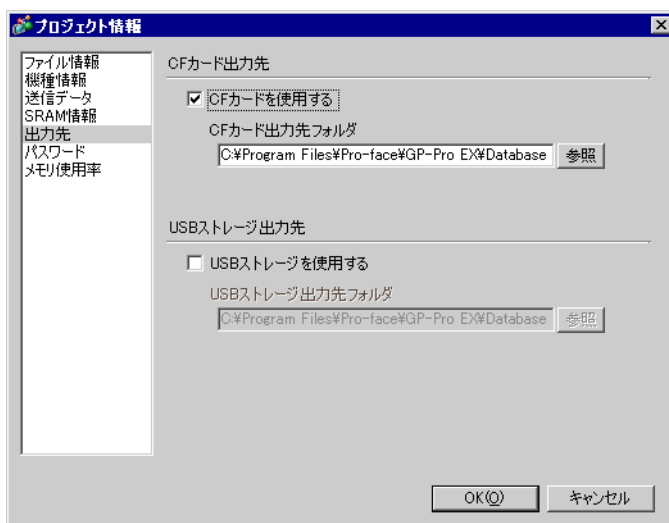 プロジェクト情報
ファイル情報
機種情報
送信データ
SRAM情報
出力先
パスワード
メモリ使用率
CFカード出力先
CFカードを使用する
CFカード出力先フォルダ
C:¥Program Files¥Pro-face¥GP-Pro EX¥Database
参照
USBストレージ出力先
USBストレージを使用する
USBストレージ出力先フォルダ
C:¥Program Files¥Pro-face¥GP-Pro EX¥Database
参照
OK(O)
キャンセル